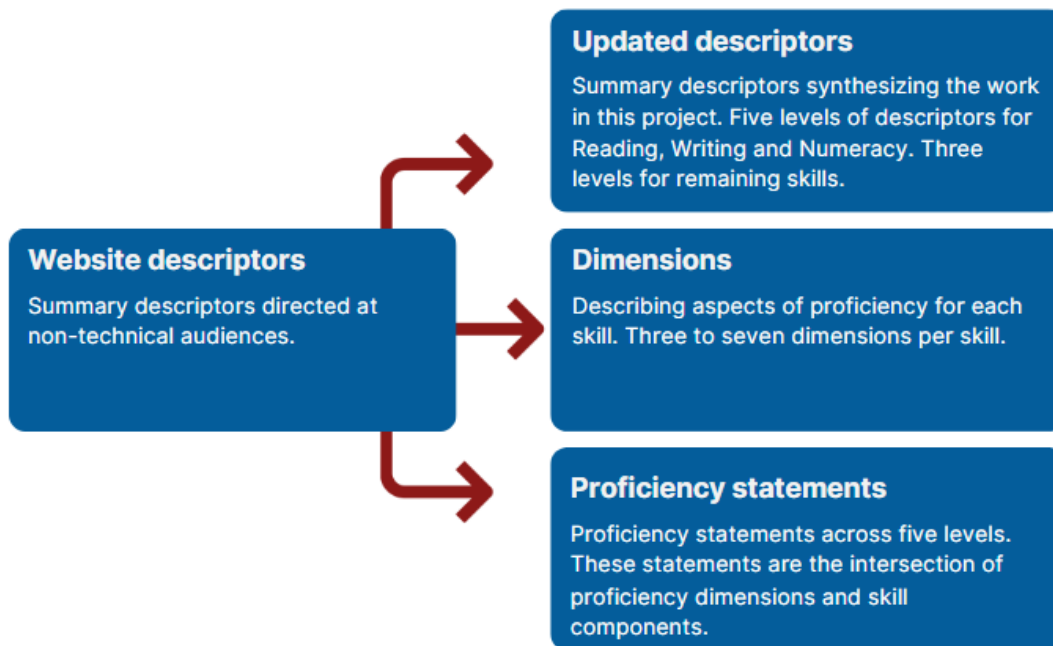 Updated descriptors
Summary descriptors synthesizing the work
in this project. Five levels of descriptors for
Reading, Writing and Numeracy. Three
levels for remaining skills.
Website descriptors
Summary descriptors directed at
non-technical audiences.
Dimensions
Describing aspects of proficiency for each
skill. Three to seven dimensions per skill.
Proficiency statements
Proficiency statements across five levels.
These statements are the intersection of
proficiency dimensions and skill
components.